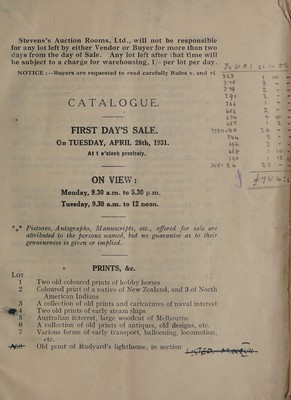 Stevens's Auction Rooms, Ltd., will not be responsible
for any lot left by either Vendor or Buyer for more than two
days from the day of Sale. Any lot left after that time will
be subject to a charge for warehousing, 1/- per lot per day.
NOTICE :—Buyers are requested to read carefully Rules v. and vi
CATALOGUE.
FIRST DAY'S SALE.
On TUESDAY, APRIL 28th, 1931.
At 1 o'clock precisely.
ON VIEW:
Monday, 9.30 a.m. to 5.30 p.m.
Tuesday, 9.30 a.m. to 12 noon.
*** Pictures, Autographs, Manuscripts, etc., offered for sale are
attributed to the persons named, but no guarantee as to their
genuineness is given or implied.
PRINTS, &c.
Lot
1 Two old coloured prints of hobby horses
2 Coloured print of a native of New Zealand, and 3 of North
American Indians
3 A collection of old prints and caricatures of naval interest
4 Two old prints of early steam ships
5 Australian interest, large woodcut of Melbourne
6 A collection of old prints of antiques, old designs, etc.
7 Various forms of early transport, ballooning, locomotion,
etc.
Old print of Rudyard's lighthouse, in section